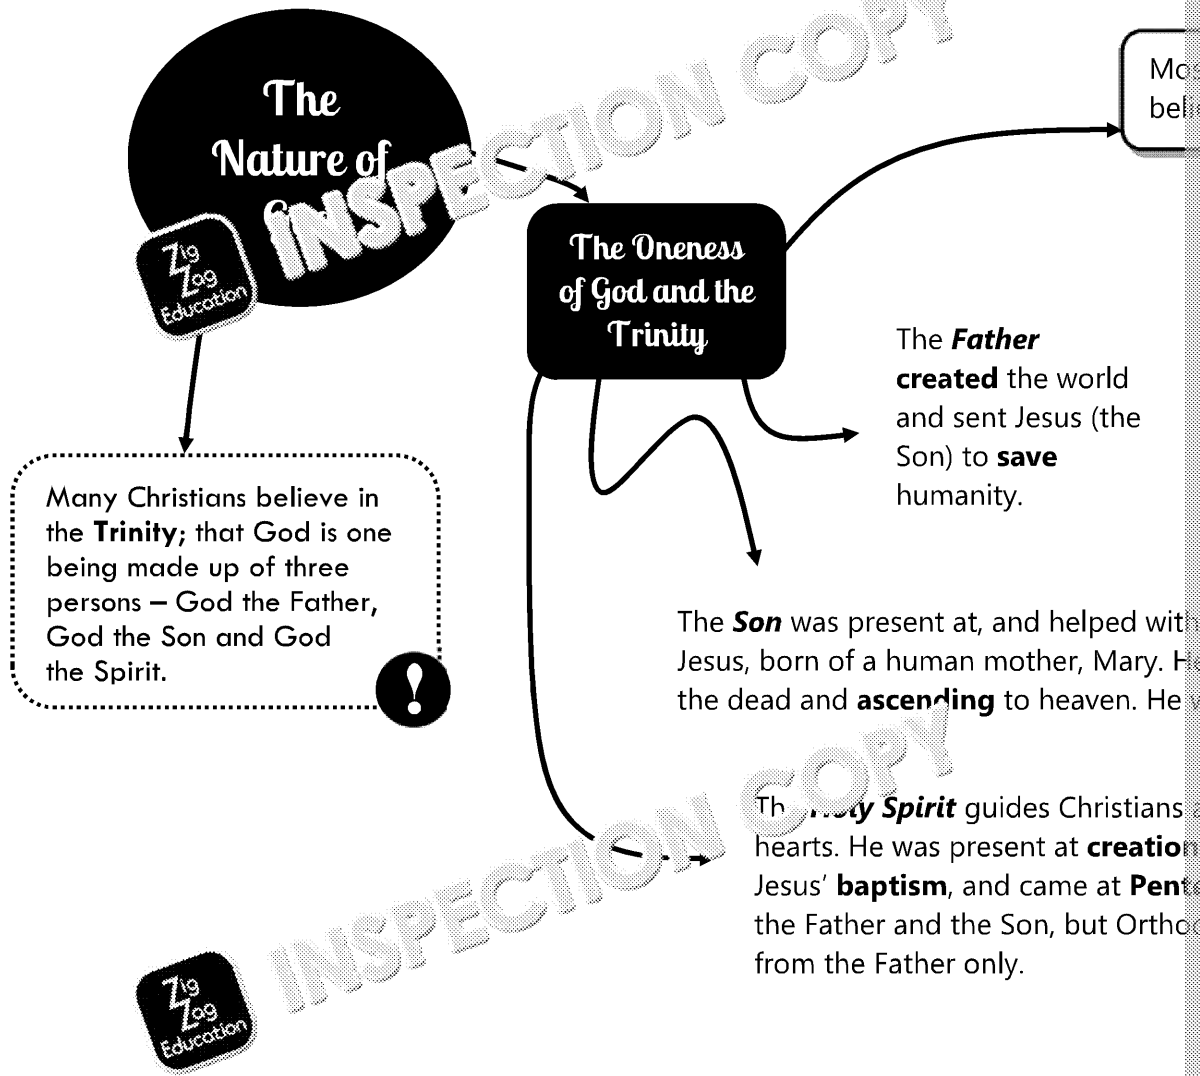 The
Nature of
INSPECTION COPY
Zig
Zag
Education
The Oneness
of God and the
Trinity
The Father
created the world
and sent Jesus (the
Son) to save
humanity.
Many Christians believe in
the Trinity; that God is one
being made up of three
persons – God the Father,
God the Son and God
the Spirit.
!
The Son was present at, and helped with
Jesus, born of a human mother, Mary.
the dead and ascending to heaven. He
Spirit guides Christians
hearts. He was present at creation
Jesus’ baptism, and came at
the Father and the Son, but
from the Father only.
INSPECTION COPY
Zig
Zag
Education